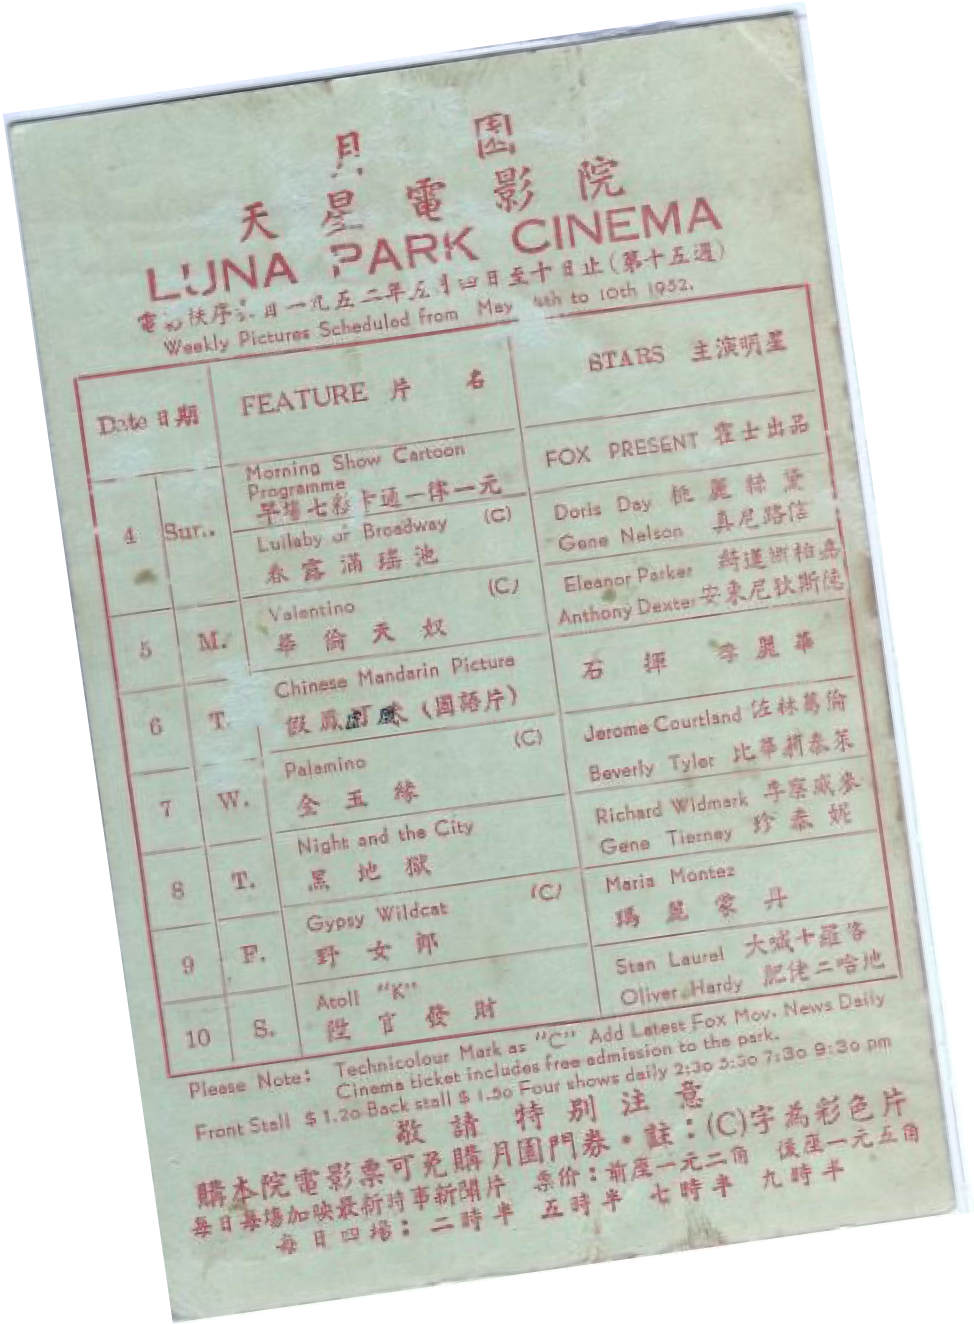 月 園
天星電影院
LUNA PARK CINEMA
電 秩序 一九五二年五月四日至十日止(第十五週)
Weekly Pictures Scheduled from May 4th to 10th 1952.
Date 日期 FEATURE 片 名 STARS 主演明星
Morning Show Cartoon
Programme
早場七彩卡通一律一元
FOX PRESENT 霍士出品
4 Lullaby of Broadway (C)
春露滿瑤池
Doris Day 桃麗絲黛
Gene Nelson 真尼路信
5 M. Valentino (C)
華倫天奴
Eleanor Parker 綺蓮娜柏嘉
Anthony Dexter 安東尼狄斯德
6 T. Chinese Mandarin Picture
假鳳 (國語片)
石揮 李麗華
7 W. Palamino (C)
金玉緣
Jerome Courtland 佐林葛倫
Beverly Tyler 比華莉泰萊
8 T. Night and the City
黑地獄
Richard Widmark 李察威麥
Gene Tierney 珍泰妮
9 F. Gypsy Wildcat (C)
野女郎
Maria Montez
瑪麗蒙丹
10 S. Atoll "K"
陞官發財
Stan Laurel 大城十羅客
Oliver Hardy 肥佬二哈地
Please Note: Technicolour Mark as "C" Add Latest Fox Mov. News Daily
Cinema ticket includes free admission to the park.
Front Stall $1.20 Back stall $1.50 Four shows daily 2:30 5:30 7:30 9:30 pm
敬請特別注意
購本院電影票可免購月園門券·註:(C)字為彩色片
每日每場加映最新時事新聞片 票价:前座一元二角 後座一元五角
每日四場:二時半 五時半 七時半 九時半